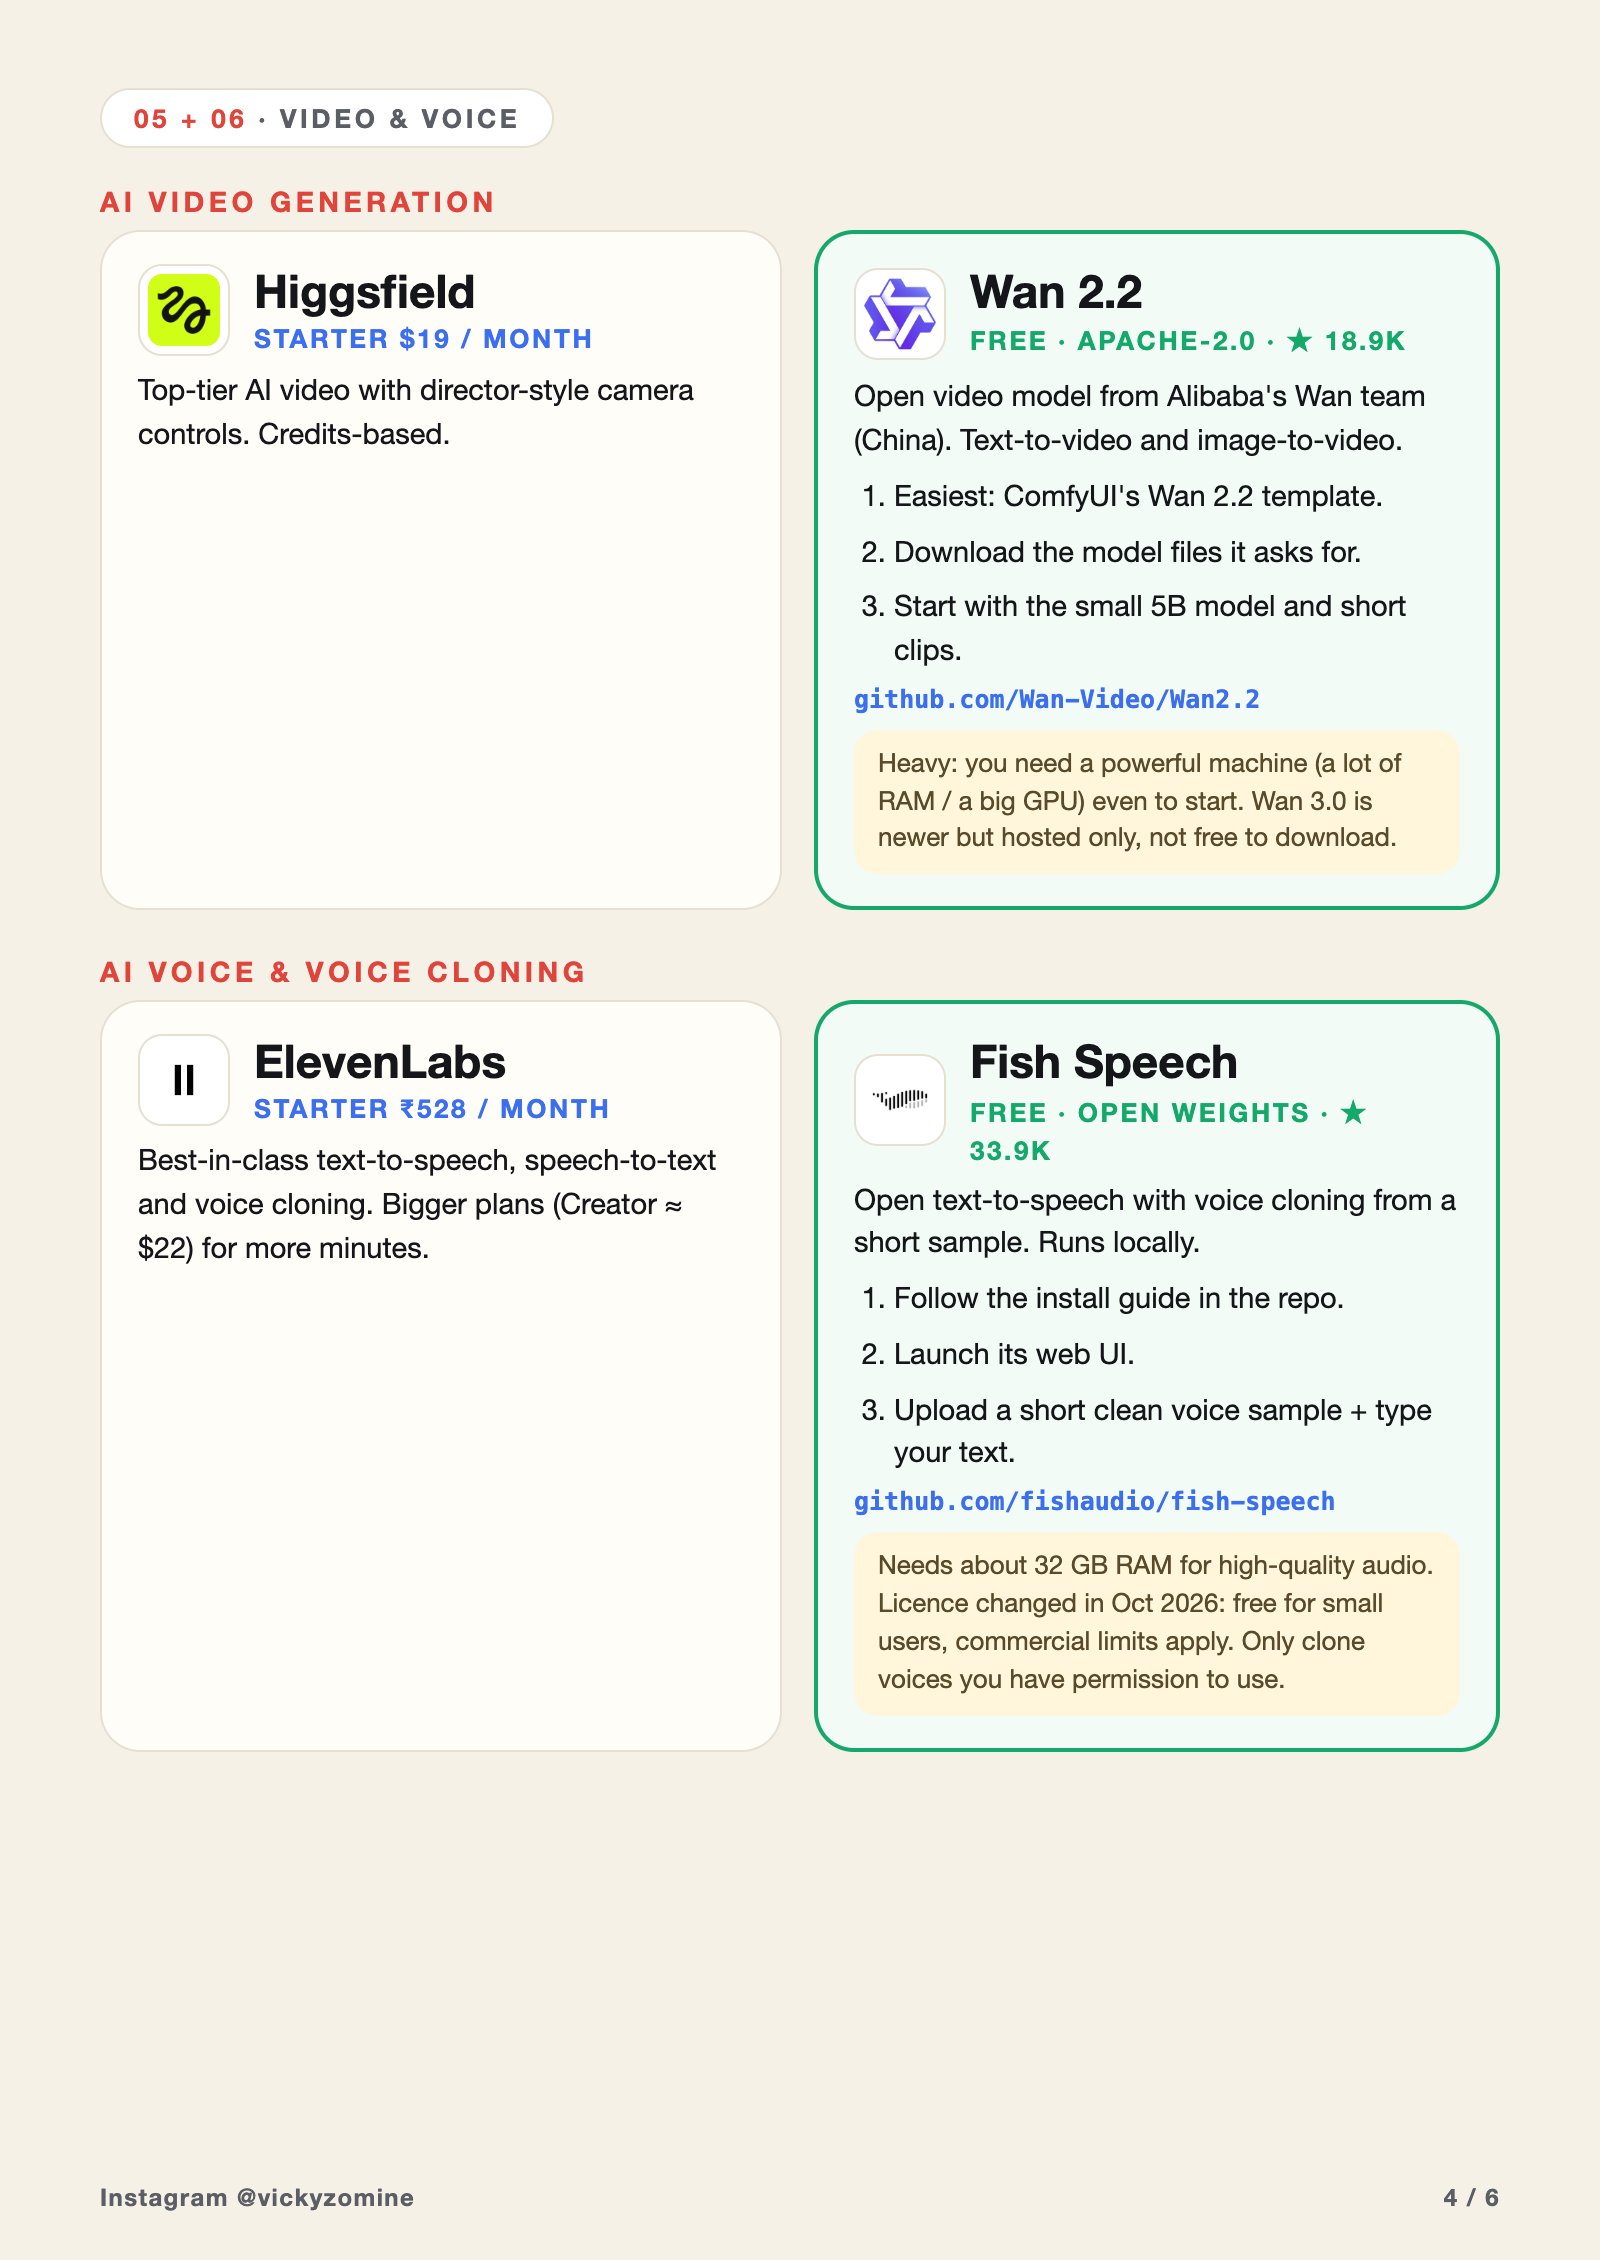 05 + 06 · VIDEO & VOICE
AI VIDEO GENERATION
Higgsfield
STARTER $19 / MONTH
Top-tier AI video with director-style camera
controls. Credits-based.
Wan 2.2
FREE · APACHE-2.0 · ★ 18.9K
Open video model from Alibaba's Wan team
(China). Text-to-video and image-to-video.
1. Easiest: ComfyUI's Wan 2.2 template.
2. Download the model files it asks for.
3. Start with the small 5B model and short
clips.
github.com/Wan-Video/Wan2.2
Heavy: you need a powerful machine (a lot of
RAM / a big GPU) even to start. Wan 3.0 is
newer but hosted only, not free to download.
AI VOICE & VOICE CLONING
ElevenLabs
STARTER ₹528 / MONTH
Best-in-class text-to-speech, speech-to-text
and voice cloning. Bigger plans (Creator ≈
$22) for more minutes.
Fish Speech
FREE · OPEN WEIGHTS · ★
33.9K
Open text-to-speech with voice cloning from a
short sample. Runs locally.
1. Follow the install guide in the repo.
2. Launch its web UI.
3. Upload a short clean voice sample + type
your text.
github.com/fishaudio/fish-speech
Needs about 32 GB RAM for high-quality audio.
Licence changed in Oct 2026: free for small
users, commercial limits apply. Only clone
voices you have permission to use.
Instagram @vickyzomine
4 / 6